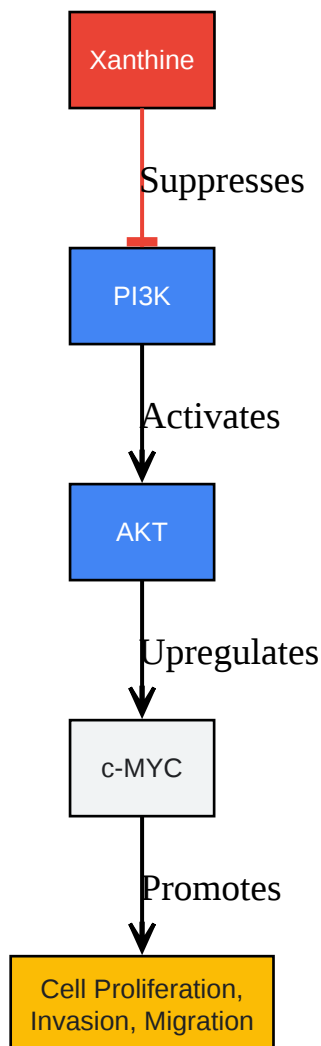 Xanthine
Suppresses
PI3K
Activates
AKT
Upregulates
c-MYC
Promotes
Cell Proliferation,
Invasion, Migration